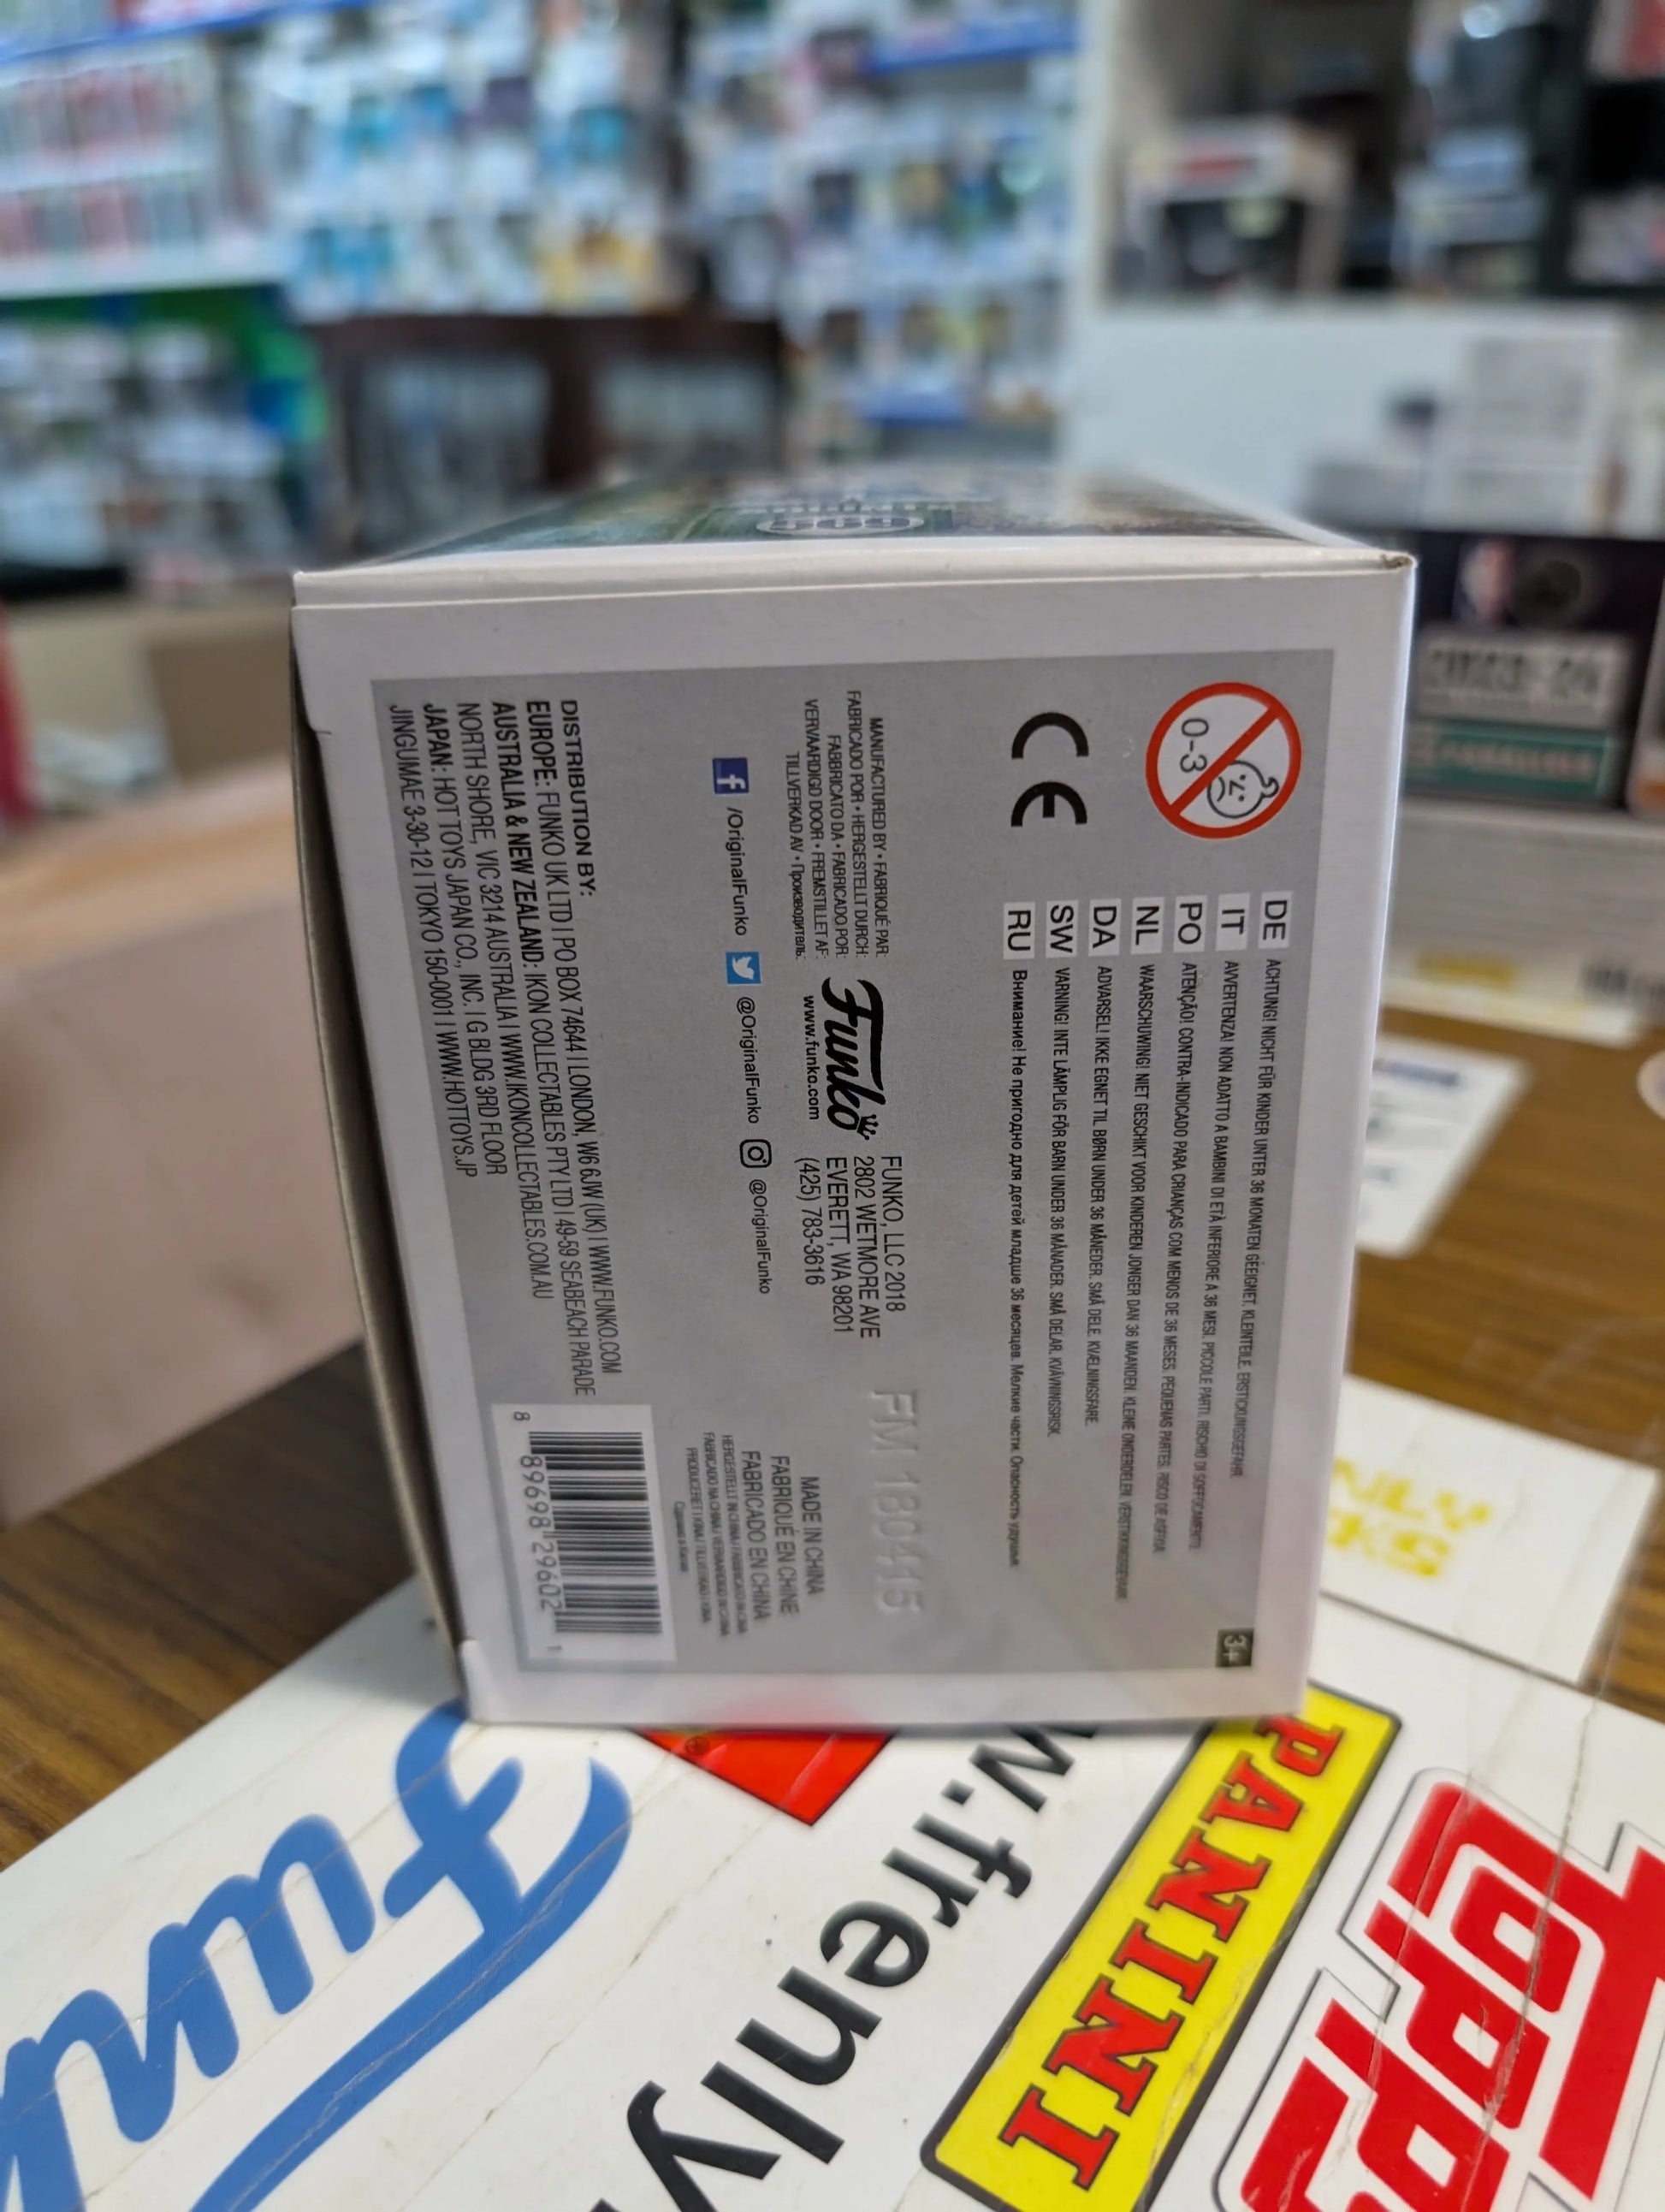 0-3
CE
DE ACHTUNG! NICHT FÜR KINDER UNTER 36 MONATEN GEEIGNET. KLEINTEILE. ERSTICKUNGSGEFAHR.
IT AVVERTENZA! NON ADATTO A BAMBINI DI ETÀ INFERIORE A 36 MESI. PICCOLE PARTI. RISCHIO DI SOFFOCAMENTO.
PO ATENÇÃO! CONTRA-INDICADO PARA CRIANÇAS COM MENOS DE 36 MESES. PEQUENAS PARTES. RISCO DE ASFIXIA.
NL WAARSCHUWING! NIET GESCHIKT VOOR KINDEREN JONGER DAN 36 MAANDEN. KLEINE ONDERDELEN. VERSTIKKINGSGEVAAR.
DA ADVARSEL! IKKE EGNET TIL BØRN UNDER 36 MÅNEDER. SMÅ DELE. KVÆLNINGSFARE.
SW VARNING! INTE LÄMPLIG FÖR BARN UNDER 36 MÅNADER. SMÅ DELAR. KVÄVNINGSRISK.
RU Внимание! Не пригодно для детей младше 36 месяцев. Мелкие части. Опасность удушья.
3+
MANUFACTURED BY • FABRIQUÉ PAR:
FABRICADO POR • HERGESTELLT DURCH:
FABBRICATO DA • FABRICADO POR:
VERVAARDIGD DOOR • FREMSTILLET AF:
TILLVERKAD AV • Производитель:
Funko
www.funko.com
FUNKO, LLC 2018
2802 WETMORE AVE
EVERETT, WA 98201
(425) 783-3616
FM 180415
/OriginalFunko @OriginalFunko @OriginalFunko
MADE IN CHINA
FABRIQUÉ EN CHINE
FABRICADO EN CHINA
DISTRIBUTION BY:
EUROPE: FUNKO UK LTD | PO BOX 74644 | LONDON, W6 6JW (UK) | WWW.FUNKO.COM
AUSTRALIA & NEW ZEALAND: IKON COLLECTABLES PTY LTD | 49-59 SEABEACH PARADE
NORTH SHORE, VIC 3214 AUSTRALIA | WWW.IKONCOLLECTABLES.COM.AU
JAPAN: HOT TOYS JAPAN CO., INC. | G BLDG 3RD FLOOR
JINGUMAE 3-30-12 | TOKYO 150-0001 | WWW.HOTTOYS.JP
8 89698 29602 1
PANINI
Topps
w.frenly
Fun